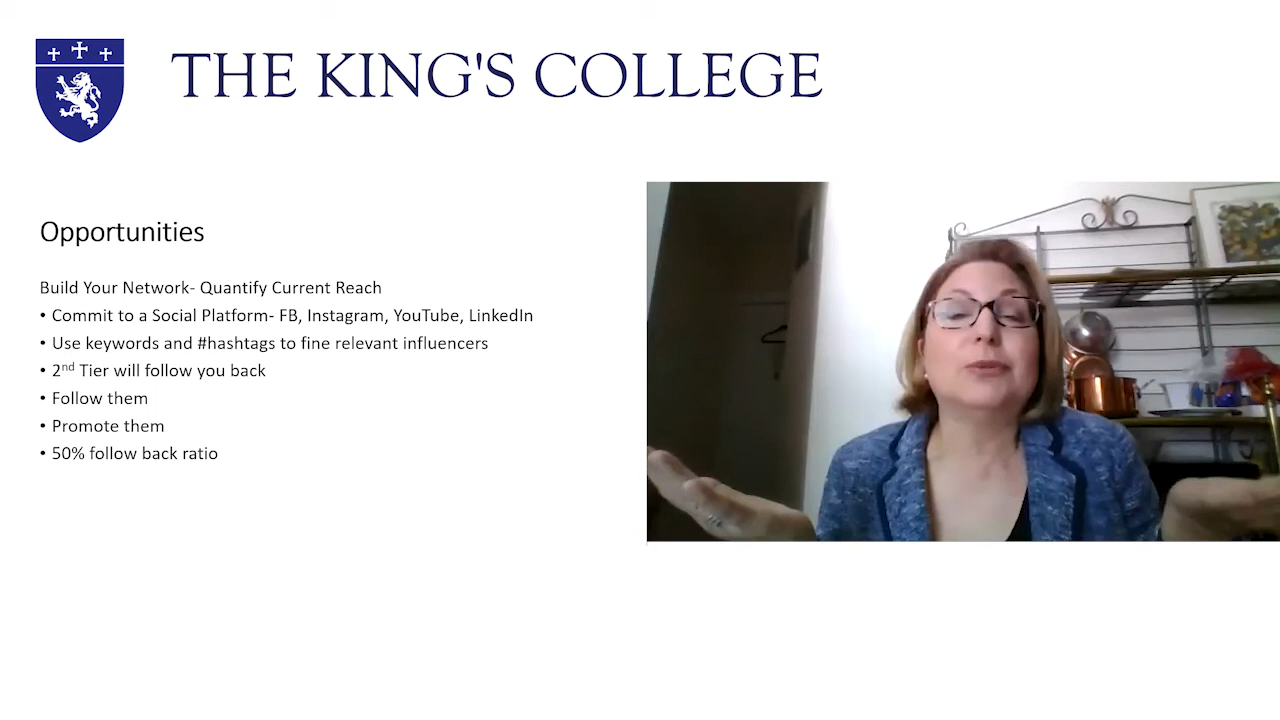 THE KING'S COLLEGE
Opportunities
Build Your Network- Quantify Current Reach
• Commit to a Social Platform- FB, Instagram, YouTube, LinkedIn
• Use keywords and #hashtags to fine relevant influencers
• 2nd Tier will follow you back
• Follow them
• Promote them
• 50% follow back ratio